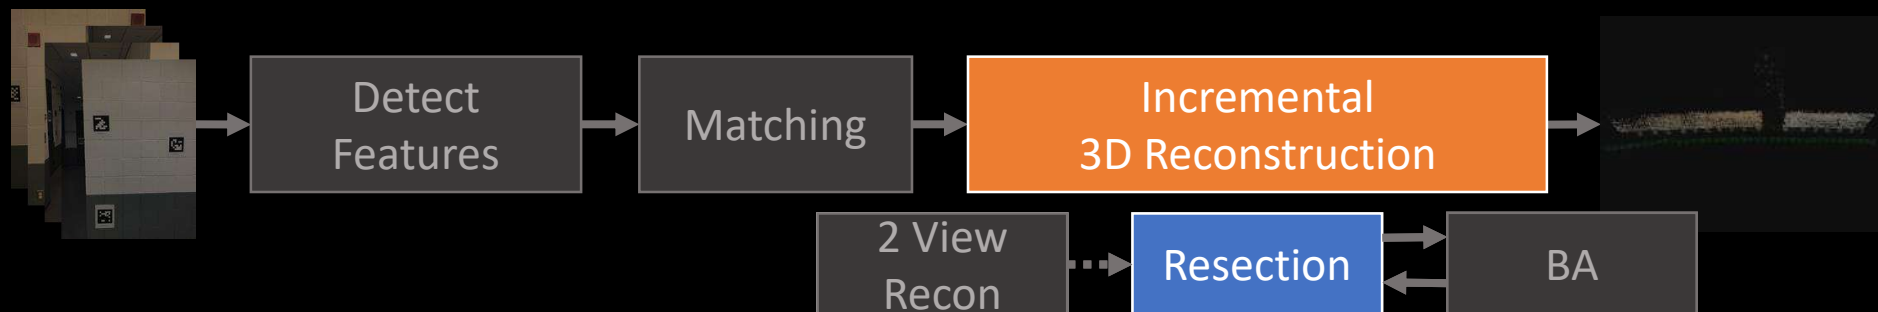 Detect
Features
Matching
Incremental
3D Reconstruction
2 View
Recon
Resection
BA